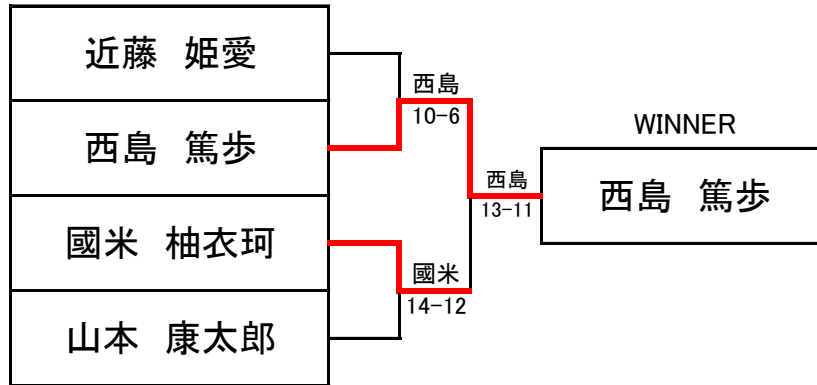 近藤　姫愛
西島　篤歩
國米　柚衣珂
山本　康太郎
西島
10-6
國米
14-12
西島
13-11
WINNER
西島　篤歩